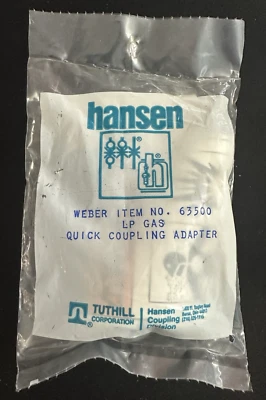 hansen
®
h
WEBER ITEM NO. 63500
LP GAS
QUICK COUPLING ADAPTER
TUTHILL
CORPORATION
®
Hansen
Coupling
Division